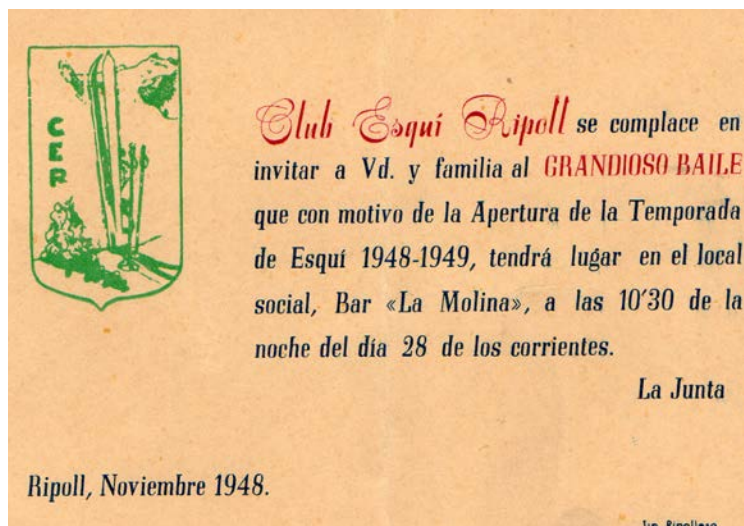 CER
Club Esquí Ripoll se complace en
invitar a Vd. y familia al GRANDIOSO BAILE
que con motivo de la Apertura de la Temporada
de Esquí 1948-1949, tendrá lugar en el local
social, Bar «La Molina», a las 10'30 de la
noche del día 28 de los corrientes.
La Junta
Ripoll, Noviembre 1948.